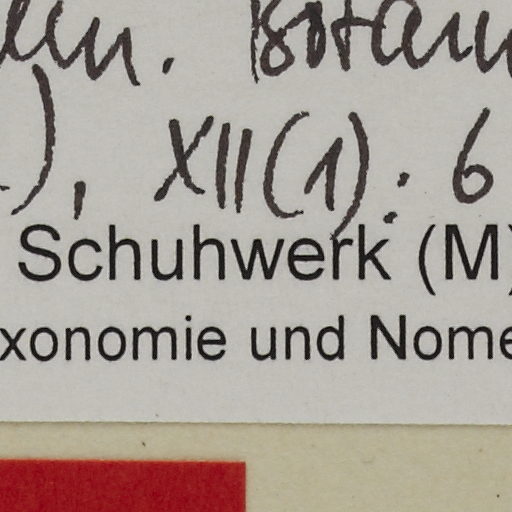 Botan
), XII(1): 6
Schuhwerk (M)
xonomie und Nome